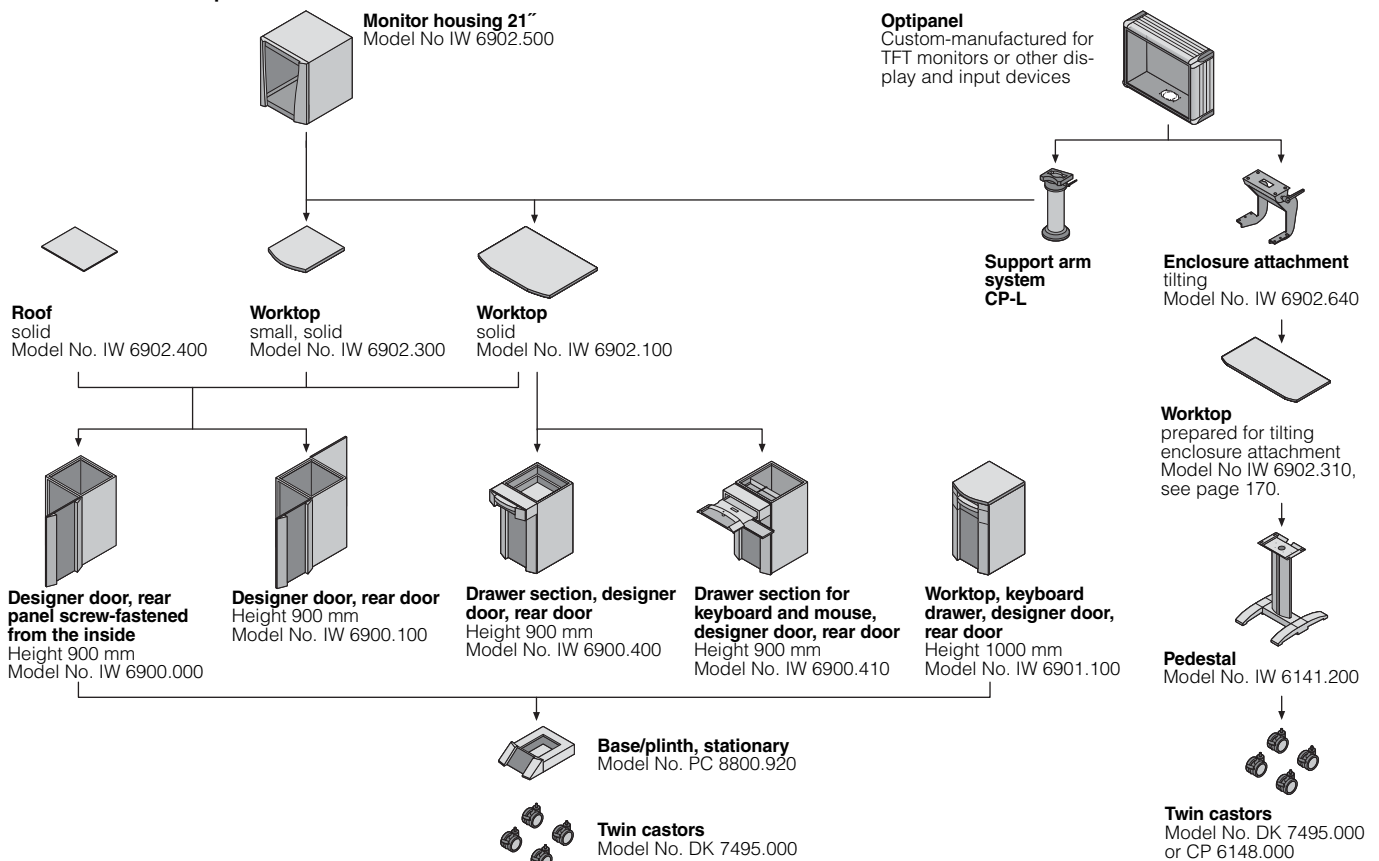 Monitor housing 21˝
Model No IW 6902.500
Optipanel
Custom-manufactured for
TFT monitors or other dis-
play and input devices
Support arm
system
CP-L
Enclosure attachment
tilting
Model No. IW 6902.640
Roof
solid
Model No. IW 6902.400
Worktop
small, solid
Model No. IW 6902.300
Worktop
solid
Model No. IW 6902.100
Worktop
prepared for tilting
enclosure attachment
Model No IW 6902.310,
see page 170.
Designer door, rear
panel screw-fastened
from the inside
Height 900 mm
Model No. IW 6900.000
Designer door, rear door
Height 900 mm
Model No. IW 6900.100
Drawer section, designer
door, rear door
Height 900 mm
Model No. IW 6900.400
Drawer section for
keyboard and mouse,
designer door, rear door
Height 900 mm
Model No. IW 6900.410
Worktop, keyboard
drawer, designer door,
rear door
Height 1000 mm
Model No. IW 6901.100
Pedestal
Model No. IW 6141.200
Base/plinth, stationary
Model No. PC 8800.920
Twin castors
Model No. DK 7495.000
Twin castors
Model No. DK 7495.000
or CP 6148.000